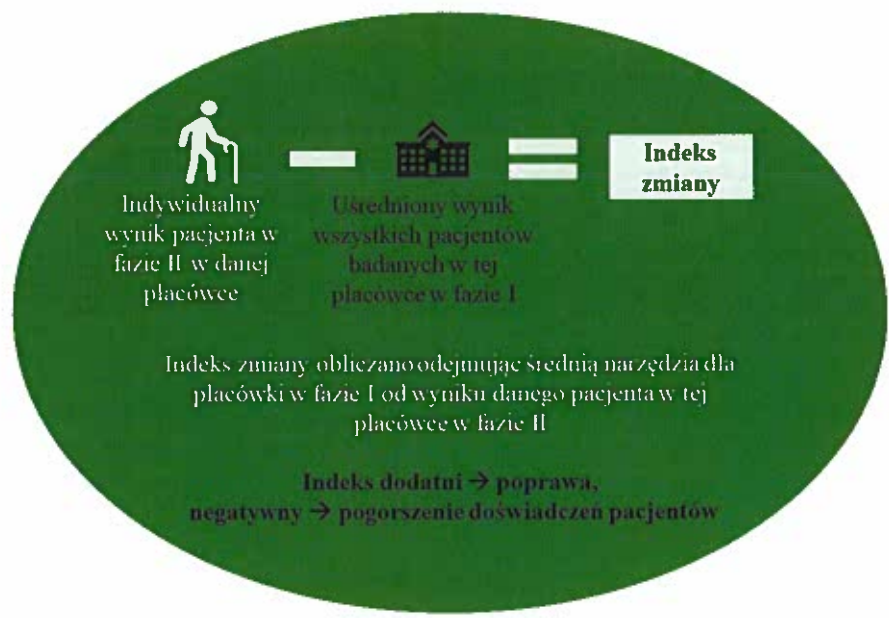 Indeks
zmiany
Indywidualny
wynik pacjenta w
fazie II w danej
placówce
Uśredniony wynik
wszystkich pacjentów
badanych w tej
placówce w fazie I
Indeks zmiany obliczano odejmując średnią narzędzia dla
placówki w fazie I od wyniku danego pacjenta w tej
placówce w fazie II
Indeks dodatni → poprawa,
negatywny → pogorszenie doświadczeń pacjentów